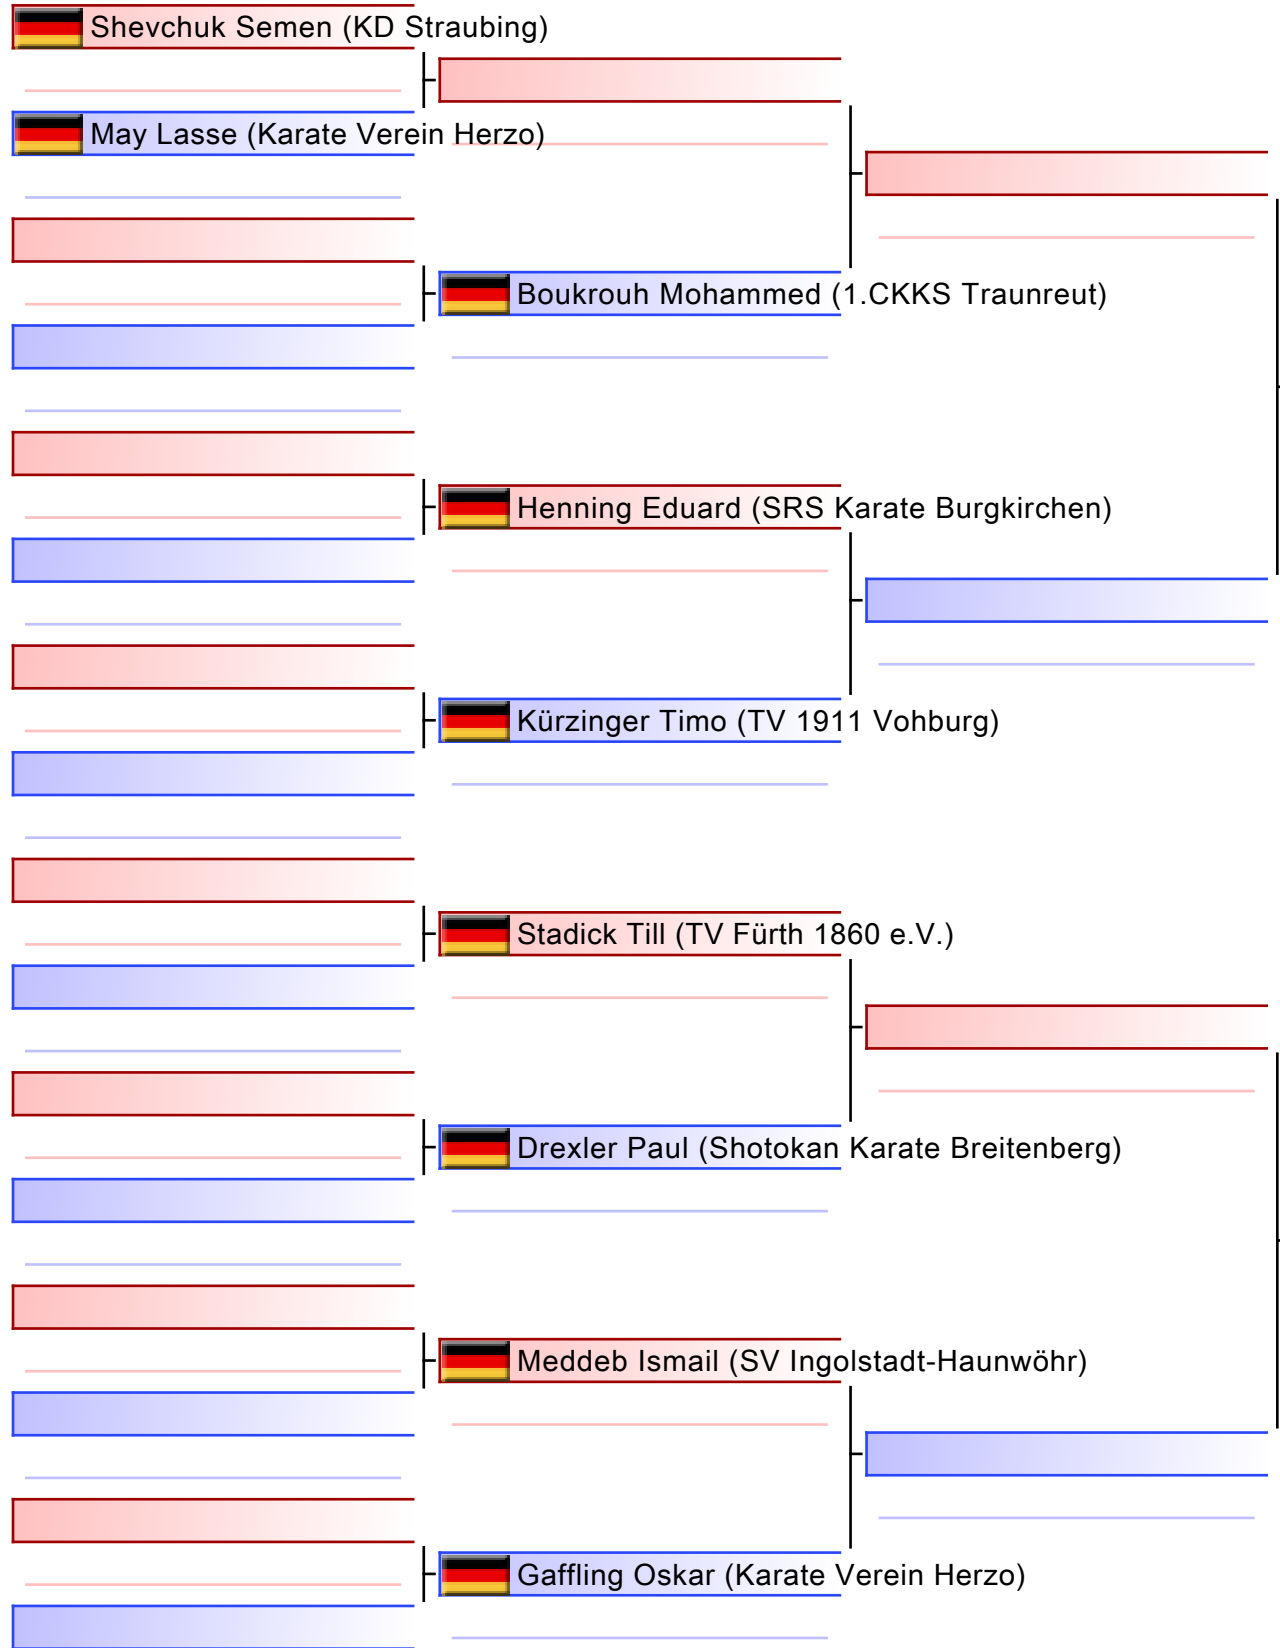 Shevchuk Semen (KD Straubing)
May Lasse (Karate Verein Herzo)
Boukrouh Mohammed (1.CKKS Traunreut)
Henning Eduard (SRS Karate Burgkirchen)
Kürzinger Timo (TV 1911 Vohburg)
Stadick Till (TV Fürth 1860 e.V.)
Drexler Paul (Shotokan Karate Breitenberg)
Meddeb Ismail (SV Ingolstadt-Haunwöhr)
Gaffling Oskar (Karate Verein Herzo)